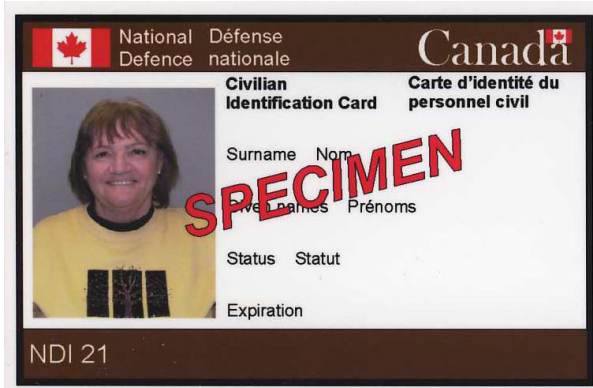 National Défense
Defence nationale
Canada
Civilian
Identification Card
Carte d'identité du
personnel civil
Surname Nom
SPECIMEN
Given names Prénoms
Status Statut
Expiration
NDI 21